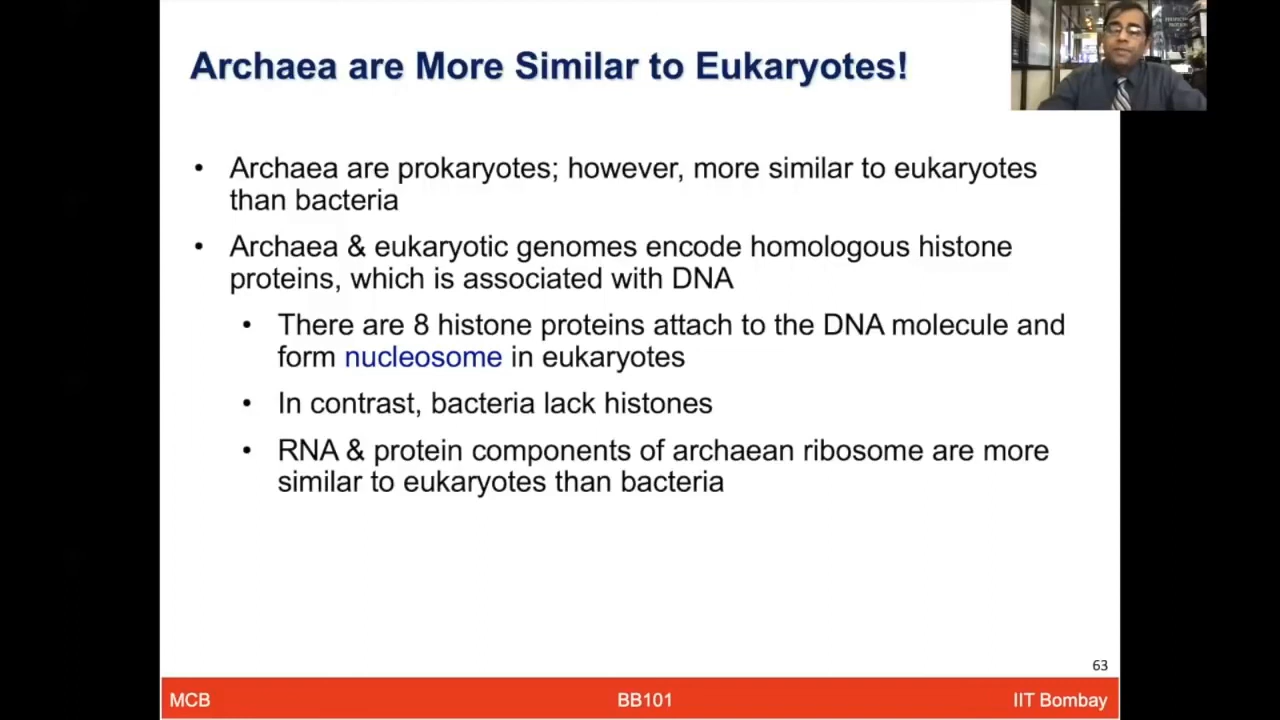 Archaea are More Similar to Eukaryotes!
• Archaea are prokaryotes; however, more similar to eukaryotes
than bacteria
• Archaea & eukaryotic genomes encode homologous histone
proteins, which is associated with DNA
• There are 8 histone proteins attach to the DNA molecule and
form nucleosome in eukaryotes
• In contrast, bacteria lack histones
• RNA & protein components of archaean ribosome are more
similar to eukaryotes than bacteria
63
MCB
BB101
IIT Bombay